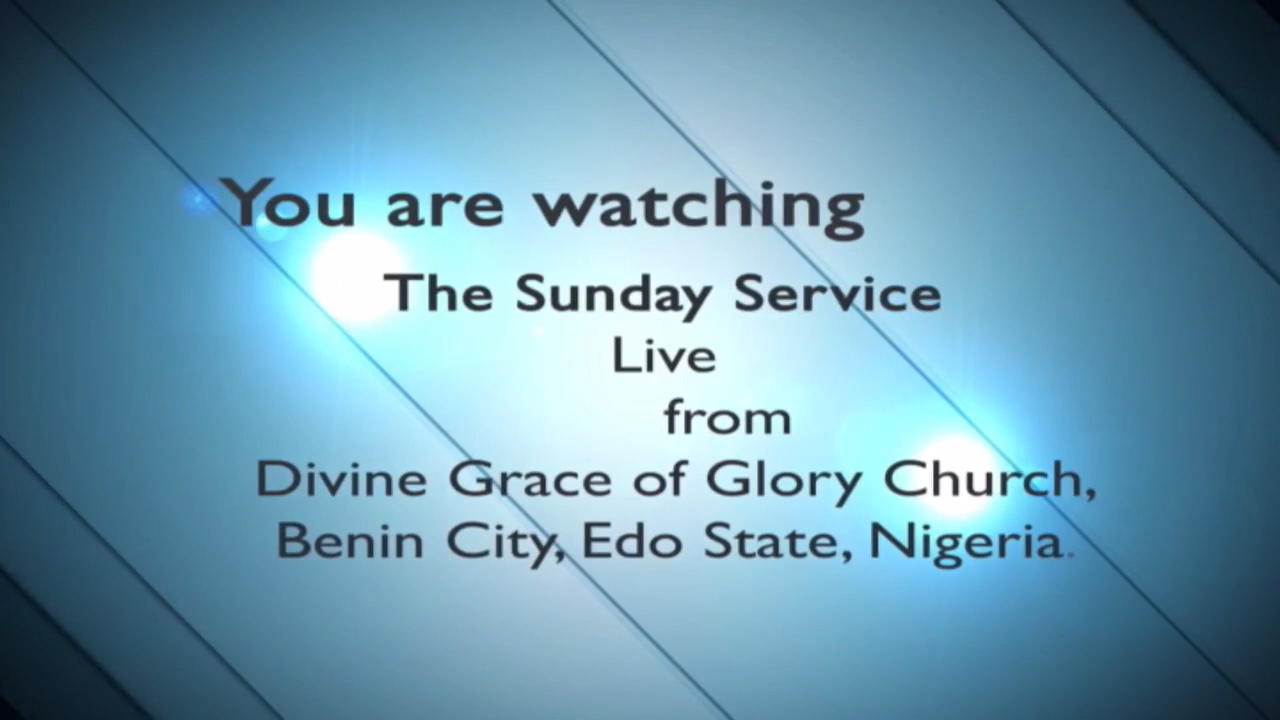 You are watching
The Sunday Service
Live
from
Divine Grace of Glory Church,
Benin City, Edo State, Nigeria.